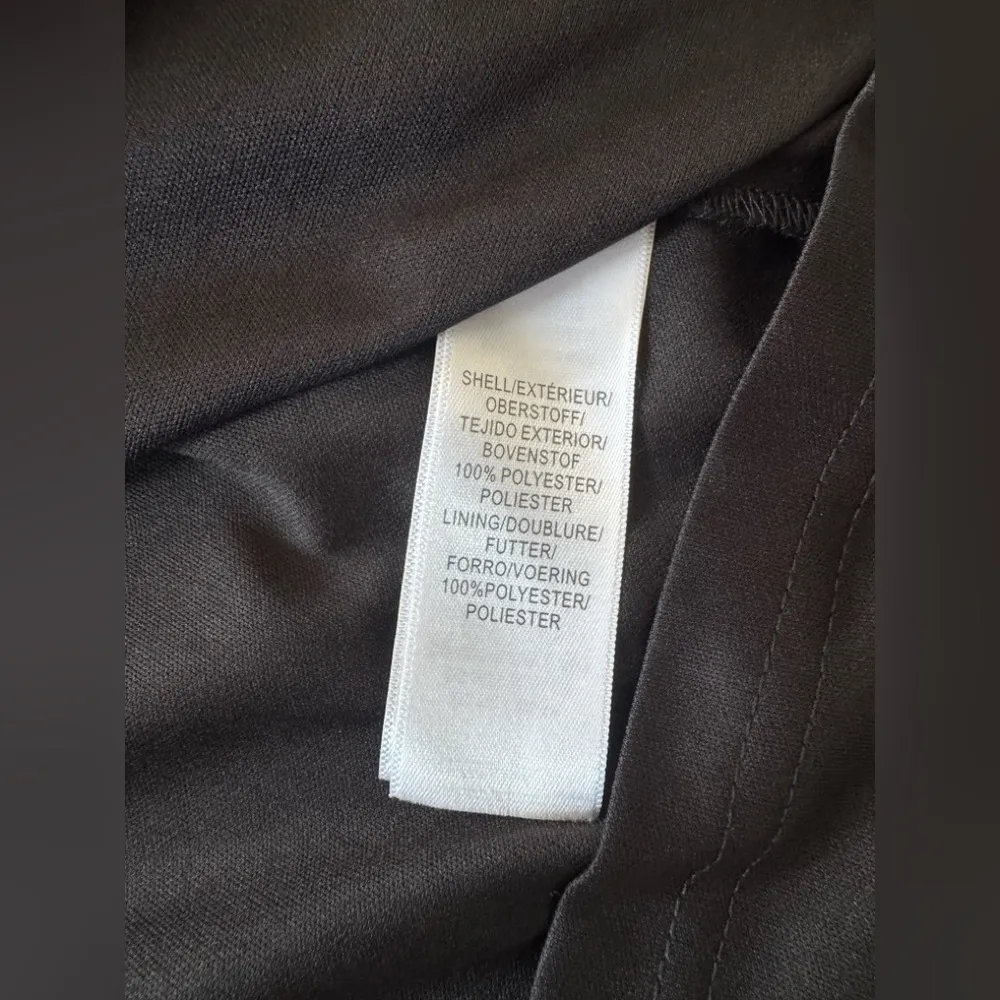 SHELL/EXTÉRIEUR/
OBERSTOFF/
TEJIDO EXTERIOR/
BOVENSTOF
100% POLYESTER/
POLIESTER
LINING/DOUBLURE/
FUTTER/
FORRO/VOERING
100%POLYESTER/
POLIESTER